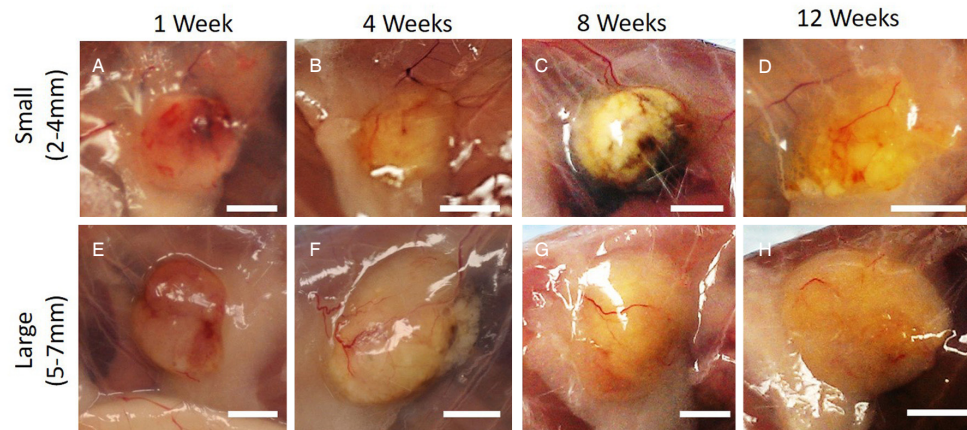 1 Week 4 Weeks 8 Weeks 12 Weeks
Small
(2-4mm)
A B C D
Large
(5-7mm)
E F G H